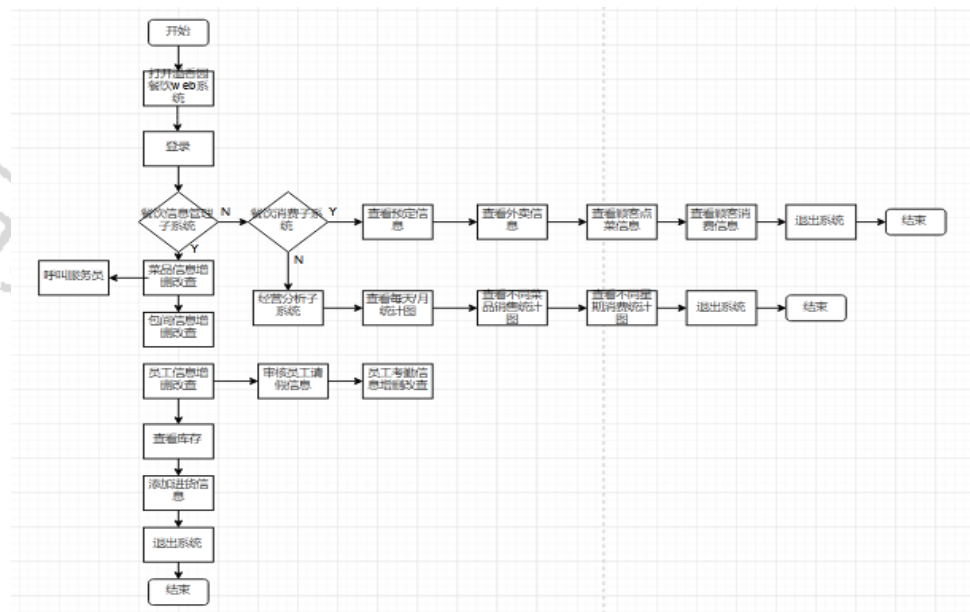 开始
餐饮web系
统
登录
餐饮信息管理
子系统
N
餐饮消费子系
统
Y
查看预定信
息
查看外卖信
息
查看顾客点
菜信息
查看顾客消
费信息
退出系统
结束
Y
N
呼叫服务员
菜品信息增
删改查
经营分析子
系统
查看每天/月
统计图
查看不同菜
品销售统计
图
查看不同星
期消费统计
图
退出系统
结束
包间信息增
删改查
员工信息增
删改查
审核员工请
假信息
员工考勤信
息增删改查
查看库存
添加进货信
息
退出系统
结束